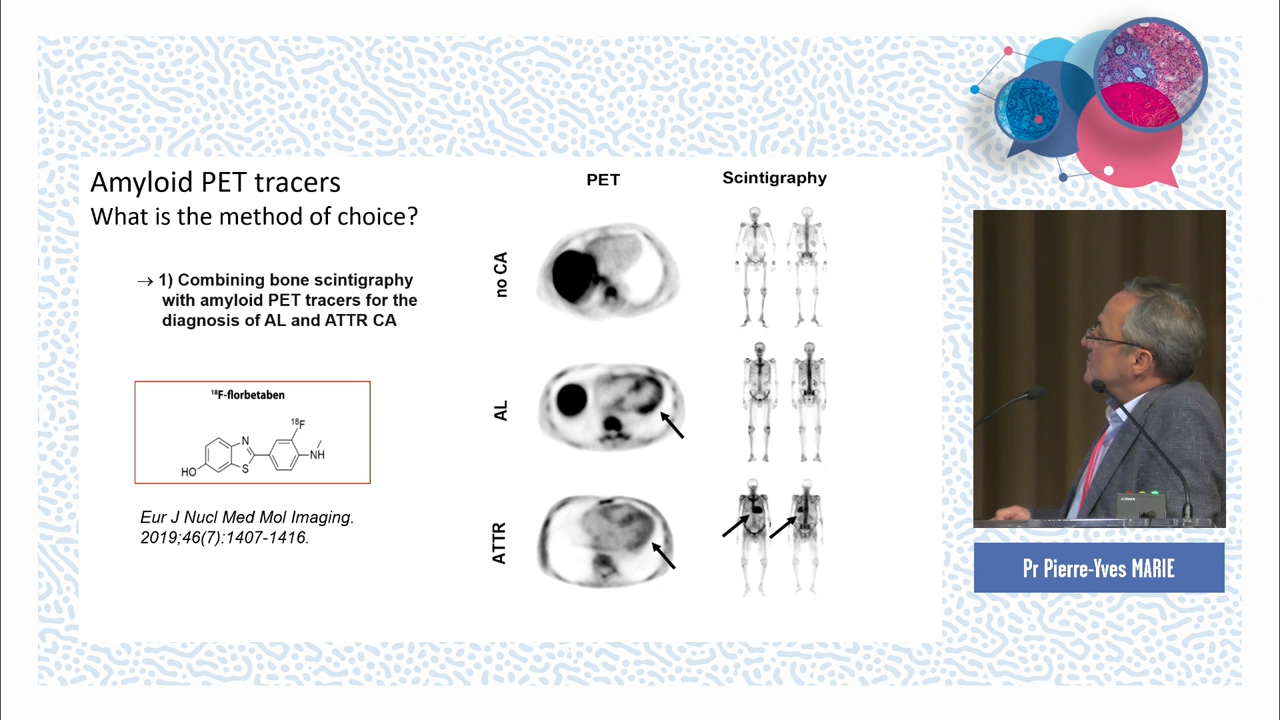 Amyloid PET tracers
What is the method of choice?
→ 1) Combining bone scintigraphy
with amyloid PET tracers for the
diagnosis of AL and ATTR CA
¹⁸F-florbetaben
¹⁸F
N
S
NH
HO
Eur J Nucl Med Mol Imaging.
2019;46(7):1407-1416.
PET
Scintigraphy
no CA
AL
ATTR
Pr Pierre-Yves MARIE